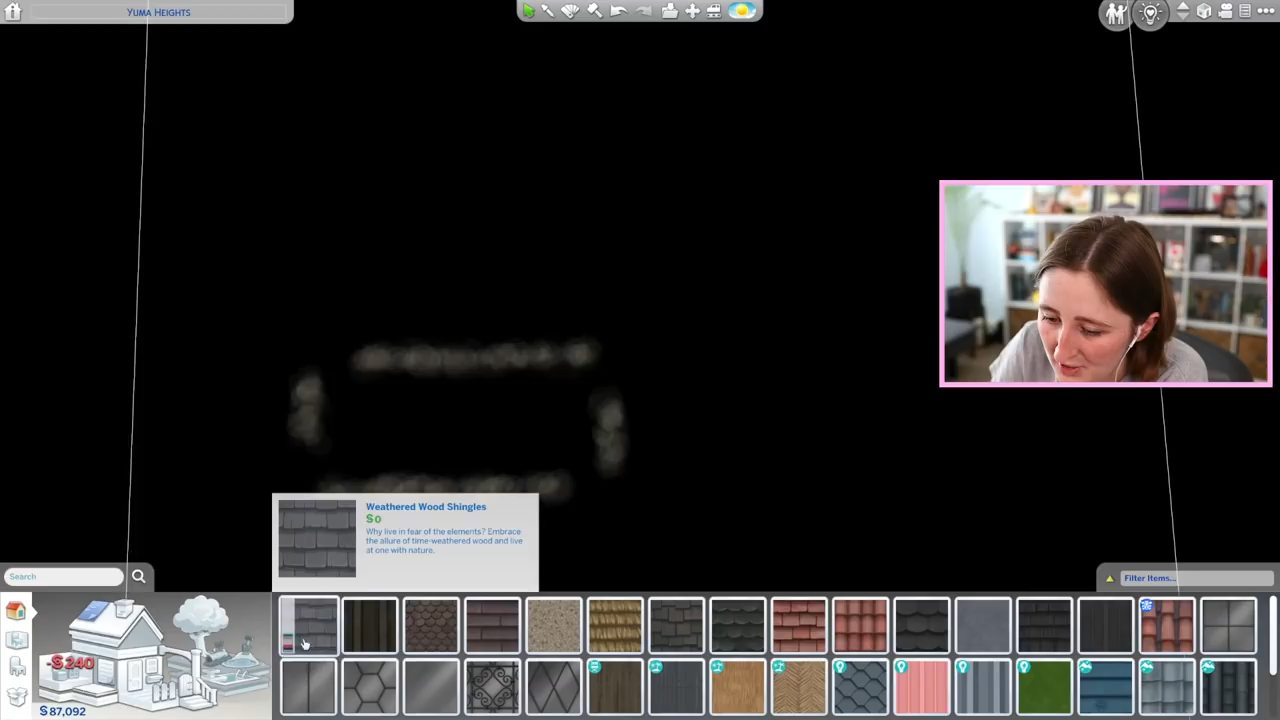 Yuma Heights
Weathered Wood Shingles
$0
Why live in fear of the elements? Embrace
the allure of time-weathered wood and live
at one with nature.
Search
Filter Items...
-§240
§87,092